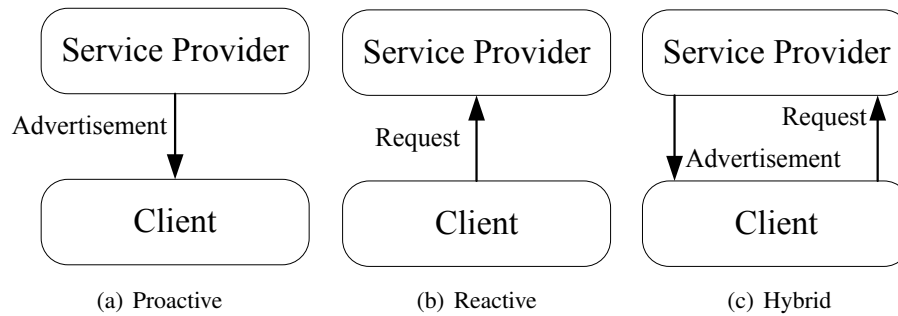 Service Provider
Advertisement
Client
(a) Proactive
Service Provider
Request
Client
(b) Reactive
Service Provider
Request
Advertisement
Client
(c) Hybrid